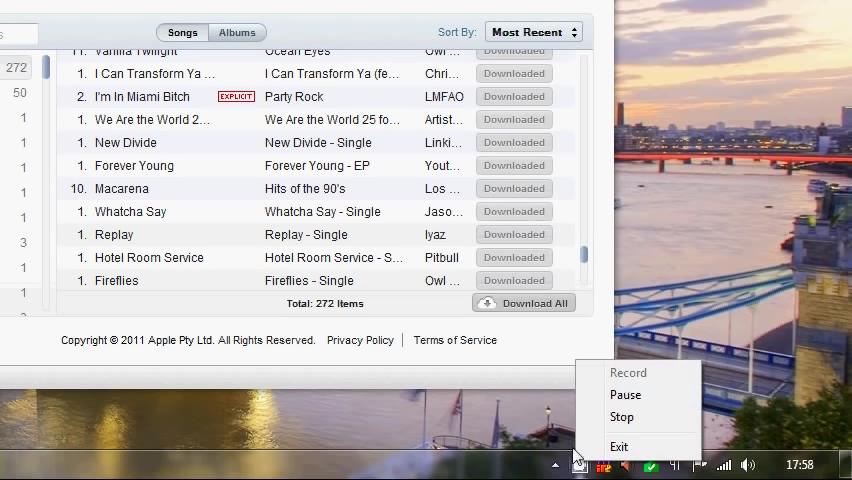 s Songs Albums Sort By: Most Recent
11. Vanilla Twilight Ocean Eyes Owl ... Downloaded
272 1. I Can Transform Ya ... I Can Transform Ya (fe... Chri... Downloaded
50 2. I'm In Miami Bitch EXPLICIT Party Rock LMFAO Downloaded
1 1. We Are the World 2... We Are the World 25 fo... Artist... Downloaded
1 1. New Divide New Divide - Single Linki... Downloaded
1 1. Forever Young Forever Young - EP Yout... Downloaded
1 10. Macarena Hits of the 90's Los ... Downloaded
1 1. Whatcha Say Whatcha Say - Single Jaso... Downloaded
3 1. Replay Replay - Single Iyaz Downloaded
1 1. Hotel Room Service Hotel Room Service - S... Pitbull Downloaded
1 1. Fireflies Fireflies - Single Owl ... Downloaded
Total: 272 Items Download All
Copyright © 2011 Apple Pty Ltd. All Rights Reserved. Privacy Policy | Terms of Service
Record
Pause
Stop
Exit
17:58